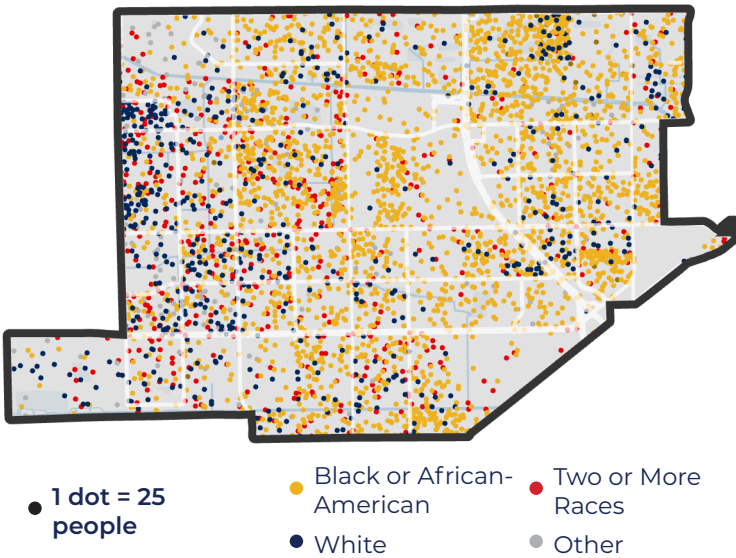 1 dot = 25
people
Black or African-
American
White
Two or More
Races
Other